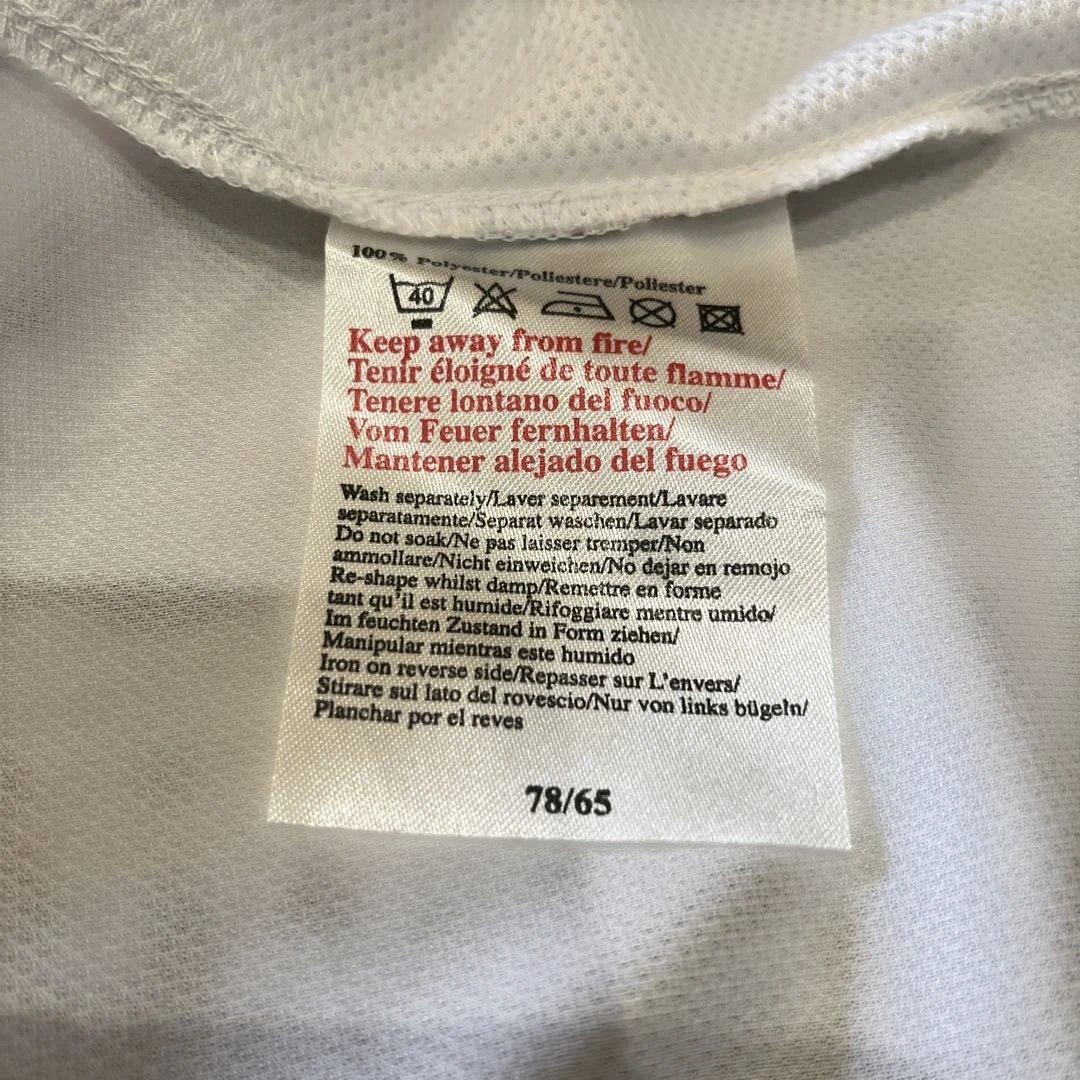 100% Polyester/Poliestere/Poliester
40
Keep away from fire/
Tenir éloigné de toute flamme/
Tenere lontano del fuoco/
Vom Feuer fernhalten/
Mantener alejado del fuego
Wash separately/Laver separement/Lavare
separatamente/Separat waschen/Lavar separado
Do not soak/Ne pas laisser tremper/Non
ammollare/Nicht einweichen/No dejar en remojo
Re-shape whilst damp/Remettre en forme
tant qu'il est humide/Rifoggiare mentre umido/
Im feuchten Zustand in Form ziehen/
Manipular mientras este humido
Iron on reverse side/Repasser sur L'envers/
Stirare sul lato del rovescio/Nur von links bügeln/
Planchar por el reves
78/65